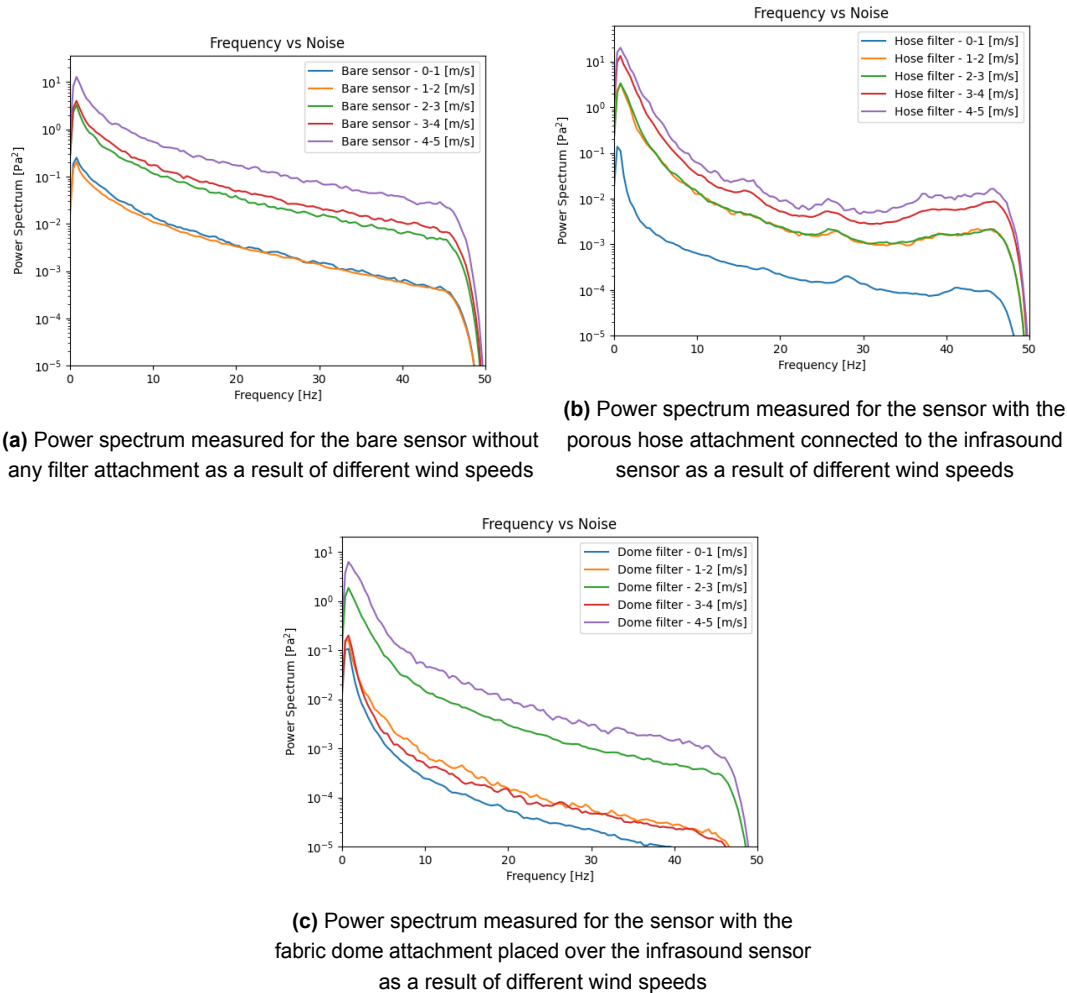 Frequency vs Noise
Bare sensor - 0-1 [m/s]
Bare sensor - 1-2 [m/s]
Bare sensor - 2-3 [m/s]
Bare sensor - 3-4 [m/s]
Bare sensor - 4-5 [m/s]
Power Spectrum [Pa²]
10¹
10⁰
10⁻¹
10⁻²
10⁻³
10⁻⁴
10⁻⁵
0 10 20 30 40 50
Frequency [Hz]
(a) Power spectrum measured for the bare sensor without
any filter attachment as a result of different wind speeds
Frequency vs Noise
Hose filter - 0-1 [m/s]
Hose filter - 1-2 [m/s]
Hose filter - 2-3 [m/s]
Hose filter - 3-4 [m/s]
Hose filter - 4-5 [m/s]
Power Spectrum [Pa²]
10¹
10⁰
10⁻¹
10⁻²
10⁻³
10⁻⁴
10⁻⁵
0 10 20 30 40 50
Frequency [Hz]
(b) Power spectrum measured for the sensor with the
porous hose attachment connected to the infrasound
sensor as a result of different wind speeds
Frequency vs Noise
Dome filter - 0-1 [m/s]
Dome filter - 1-2 [m/s]
Dome filter - 2-3 [m/s]
Dome filter - 3-4 [m/s]
Dome filter - 4-5 [m/s]
Power Spectrum [Pa²]
10¹
10⁰
10⁻¹
10⁻²
10⁻³
10⁻⁴
10⁻⁵
0 10 20 30 40 50
Frequency [Hz]
(c) Power spectrum measured for the sensor with the
fabric dome attachment placed over the infrasound sensor
as a result of different wind speeds